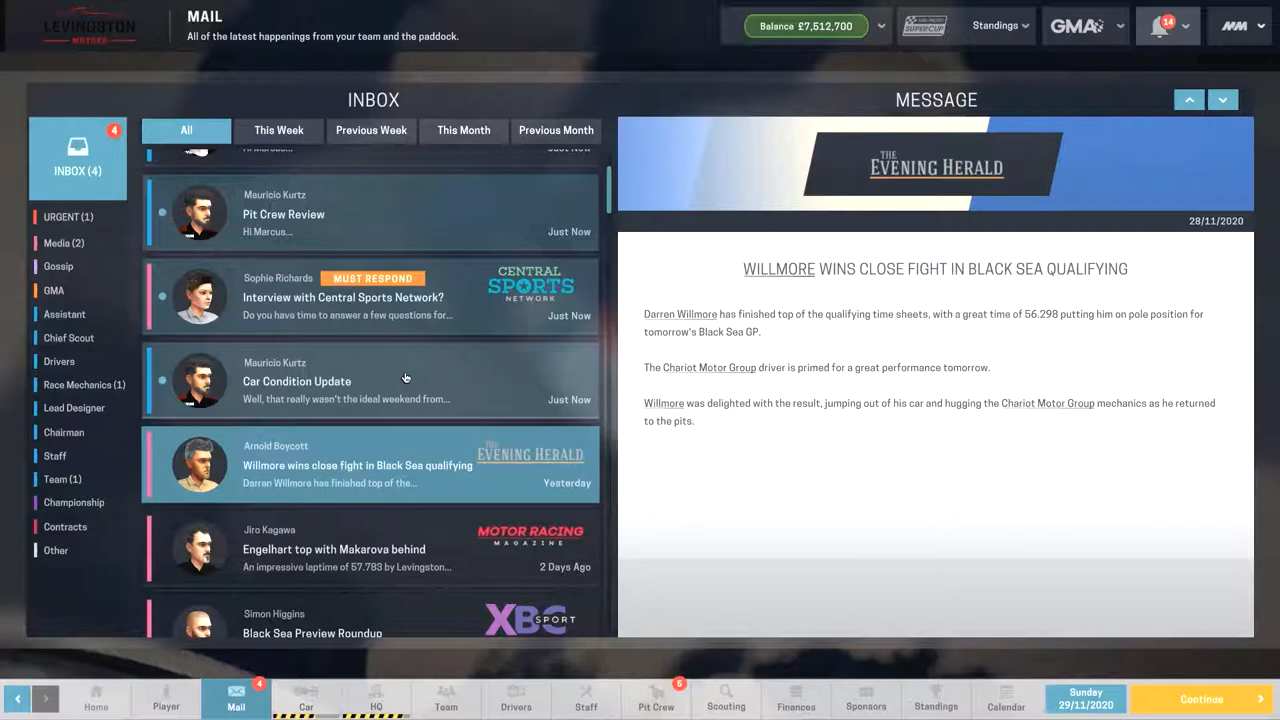 LEVINGSTON
MOTORS
MAIL
All of the latest happenings from your team and the paddock.
Balance £7,512,700
SUPERCUP
Standings
GMA
14
INBOX
MESSAGE
4
INBOX (4)
All
This Week
Previous Week
This Month
Previous Month
URGENT (1)
Media (2)
Gossip
GMA
Assistant
Chief Scout
Drivers
Race Mechanics (1)
Lead Designer
Chairman
Staff
Team (1)
Championship
Contracts
Other
Hi Marcus...
Just Now
Mauricio Kurtz
Pit Crew Review
Hi Marcus...
Just Now
Sophie Richards
MUST RESPOND
Interview with Central Sports Network?
Do you have time to answer a few questions for...
CENTRAL
SPORTS
NETWORK
Just Now
Mauricio Kurtz
Car Condition Update
Well, that really wasn't the ideal weekend from...
Just Now
Arnold Boycott
Willmore wins close fight in Black Sea qualifying
Darren Willmore has finished top of the...
THE
EVENING HERALD
Yesterday
Jiro Kagawa
Engelhart top with Makarova behind
An impressive laptime of 57.783 by Levingston...
MOTOR RACING
MAGAZINE
2 Days Ago
Simon Higgins
Black Sea Preview Roundup
XBC SPORT
THE
EVENING HERALD
28/11/2020
WILLMORE WINS CLOSE FIGHT IN BLACK SEA QUALIFYING
Darren Willmore has finished top of the qualifying time sheets, with a great time of 56.298 putting him on pole position for
tomorrow's Black Sea GP.
The Chariot Motor Group driver is primed for a great performance tomorrow.
Willmore was delighted with the result, jumping out of his car and hugging the Chariot Motor Group mechanics as he returned
to the pits.
Home
Player
4
Mail
Car
HQ
Team
Drivers
Staff
5
Pit Crew
Scouting
Finances
Sponsors
Standings
Calendar
Sunday
29/11/2020
Continue